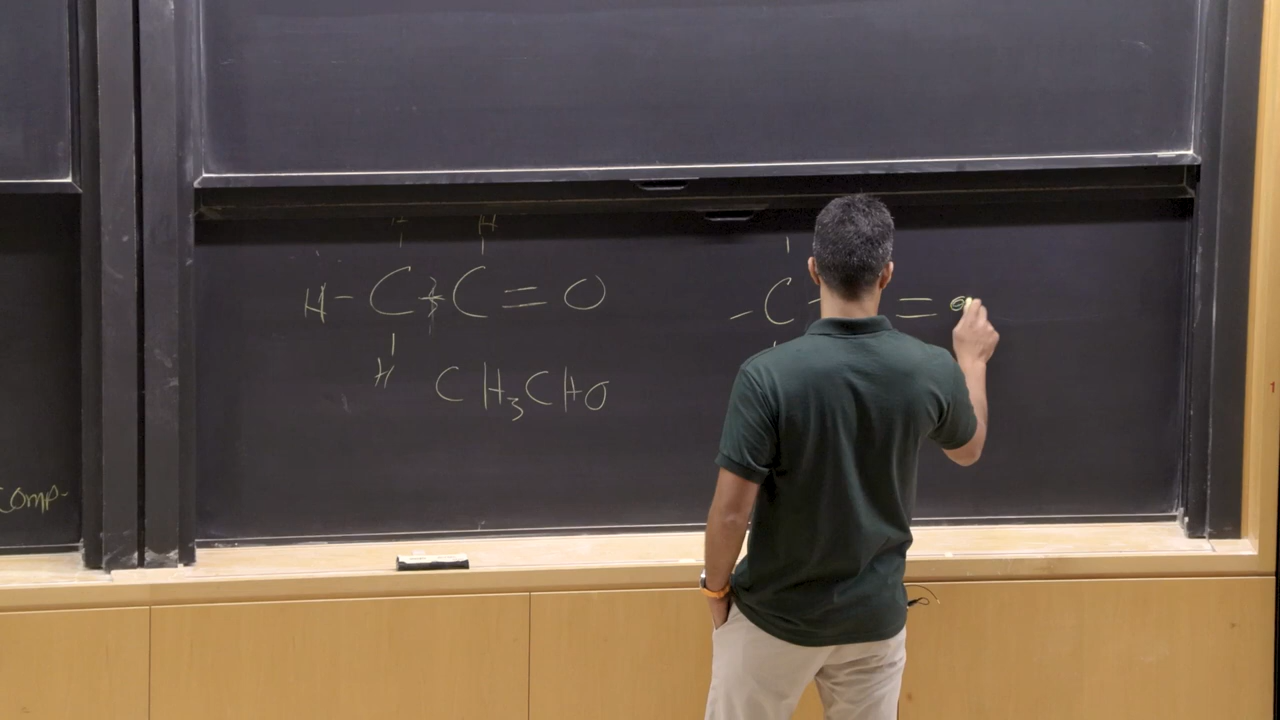 H
H - C + C = O
H
CH₃CHO
- C = O
Comp-